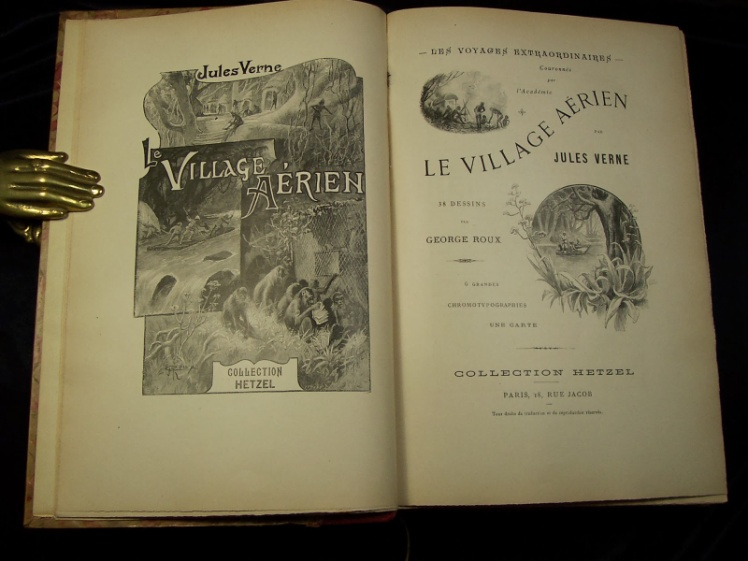 Jules Verne
LE VILLAGE
AÉRIEN
COLLECTION
HETZEL
— LES VOYAGES EXTRAORDINAIRES —
Couronnés
par
l'Académie
LE VILLAGE AÉRIEN
PAR
JULES VERNE
38 DESSINS
PAR
GEORGE ROUX
6 GRANDES
CHROMOTYPOGRAPHIES
UNE CARTE
COLLECTION HETZEL
PARIS, 18, RUE JACOB
Tous droits de traduction et de reproduction réservés.